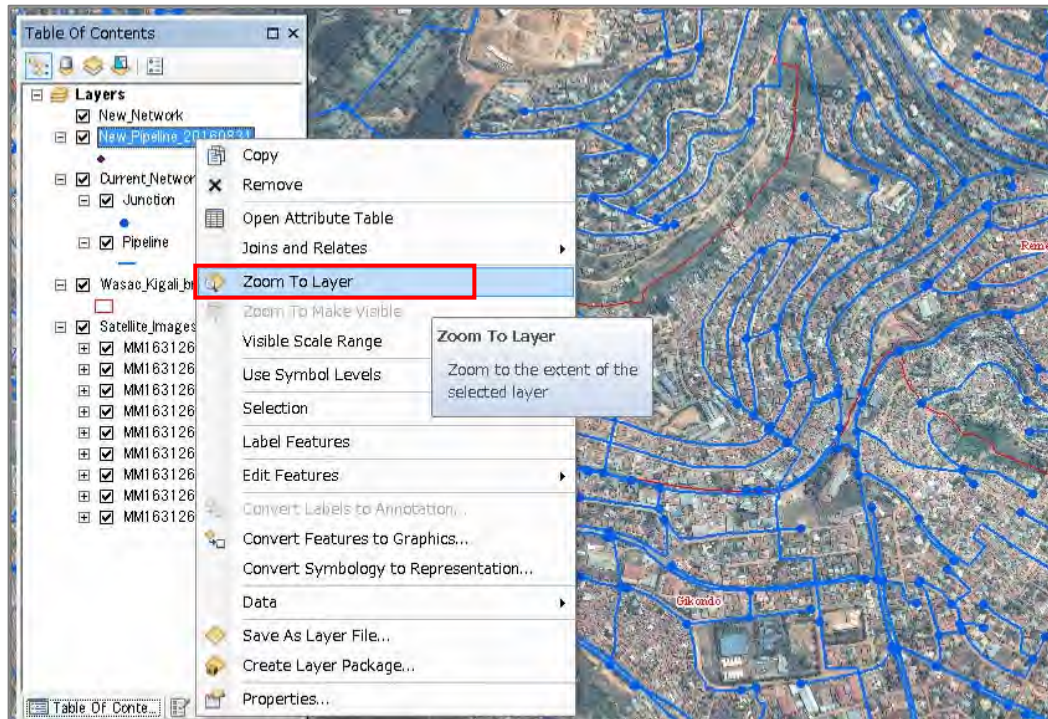 Table Of Contents
Layers
New_Network
New_Pipeline_20160831
Current_Networ
Junction
Pipeline
Wasac_Kigali_br
Satellite_Images
MM163126
MM163126
MM163126
MM163126
MM163126
MM163126
MM163126
MM163126
MM163126
Copy
Remove
Open Attribute Table
Joins and Relates
Zoom To Layer
Zoom To Make Visible
Visible Scale Range
Use Symbol Levels
Selection
Label Features
Edit Features
Convert Labels to Annotation...
Convert Features to Graphics...
Convert Symbology to Representation...
Data
Save As Layer File...
Create Layer Package...
Properties...
Zoom To Layer
Zoom to the extent of the
selected layer
Reme
Gikondo
Table Of Conte...